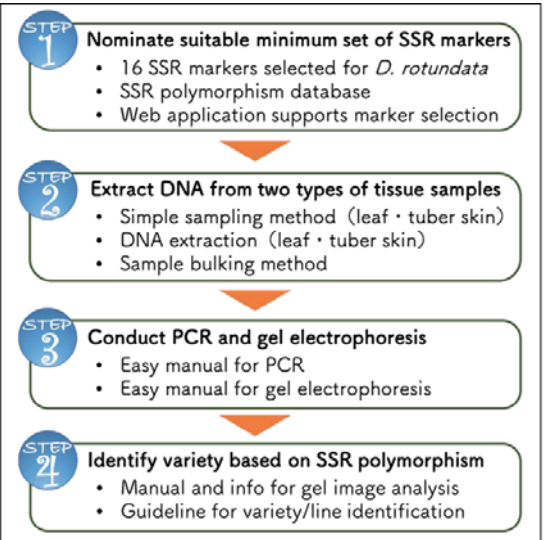 STEP
1
Nominate suitable minimum set of SSR markers
• 16 SSR markers selected for D. rotundata
• SSR polymorphism database
• Web application supports marker selection
STEP
2
Extract DNA from two types of tissue samples
• Simple sampling method（leaf・tuber skin）
• DNA extraction（leaf・tuber skin）
• Sample bulking method
STEP
3
Conduct PCR and gel electrophoresis
• Easy manual for PCR
• Easy manual for gel electrophoresis
STEP
4
Identify variety based on SSR polymorphism
• Manual and info for gel image analysis
• Guideline for variety/line identification